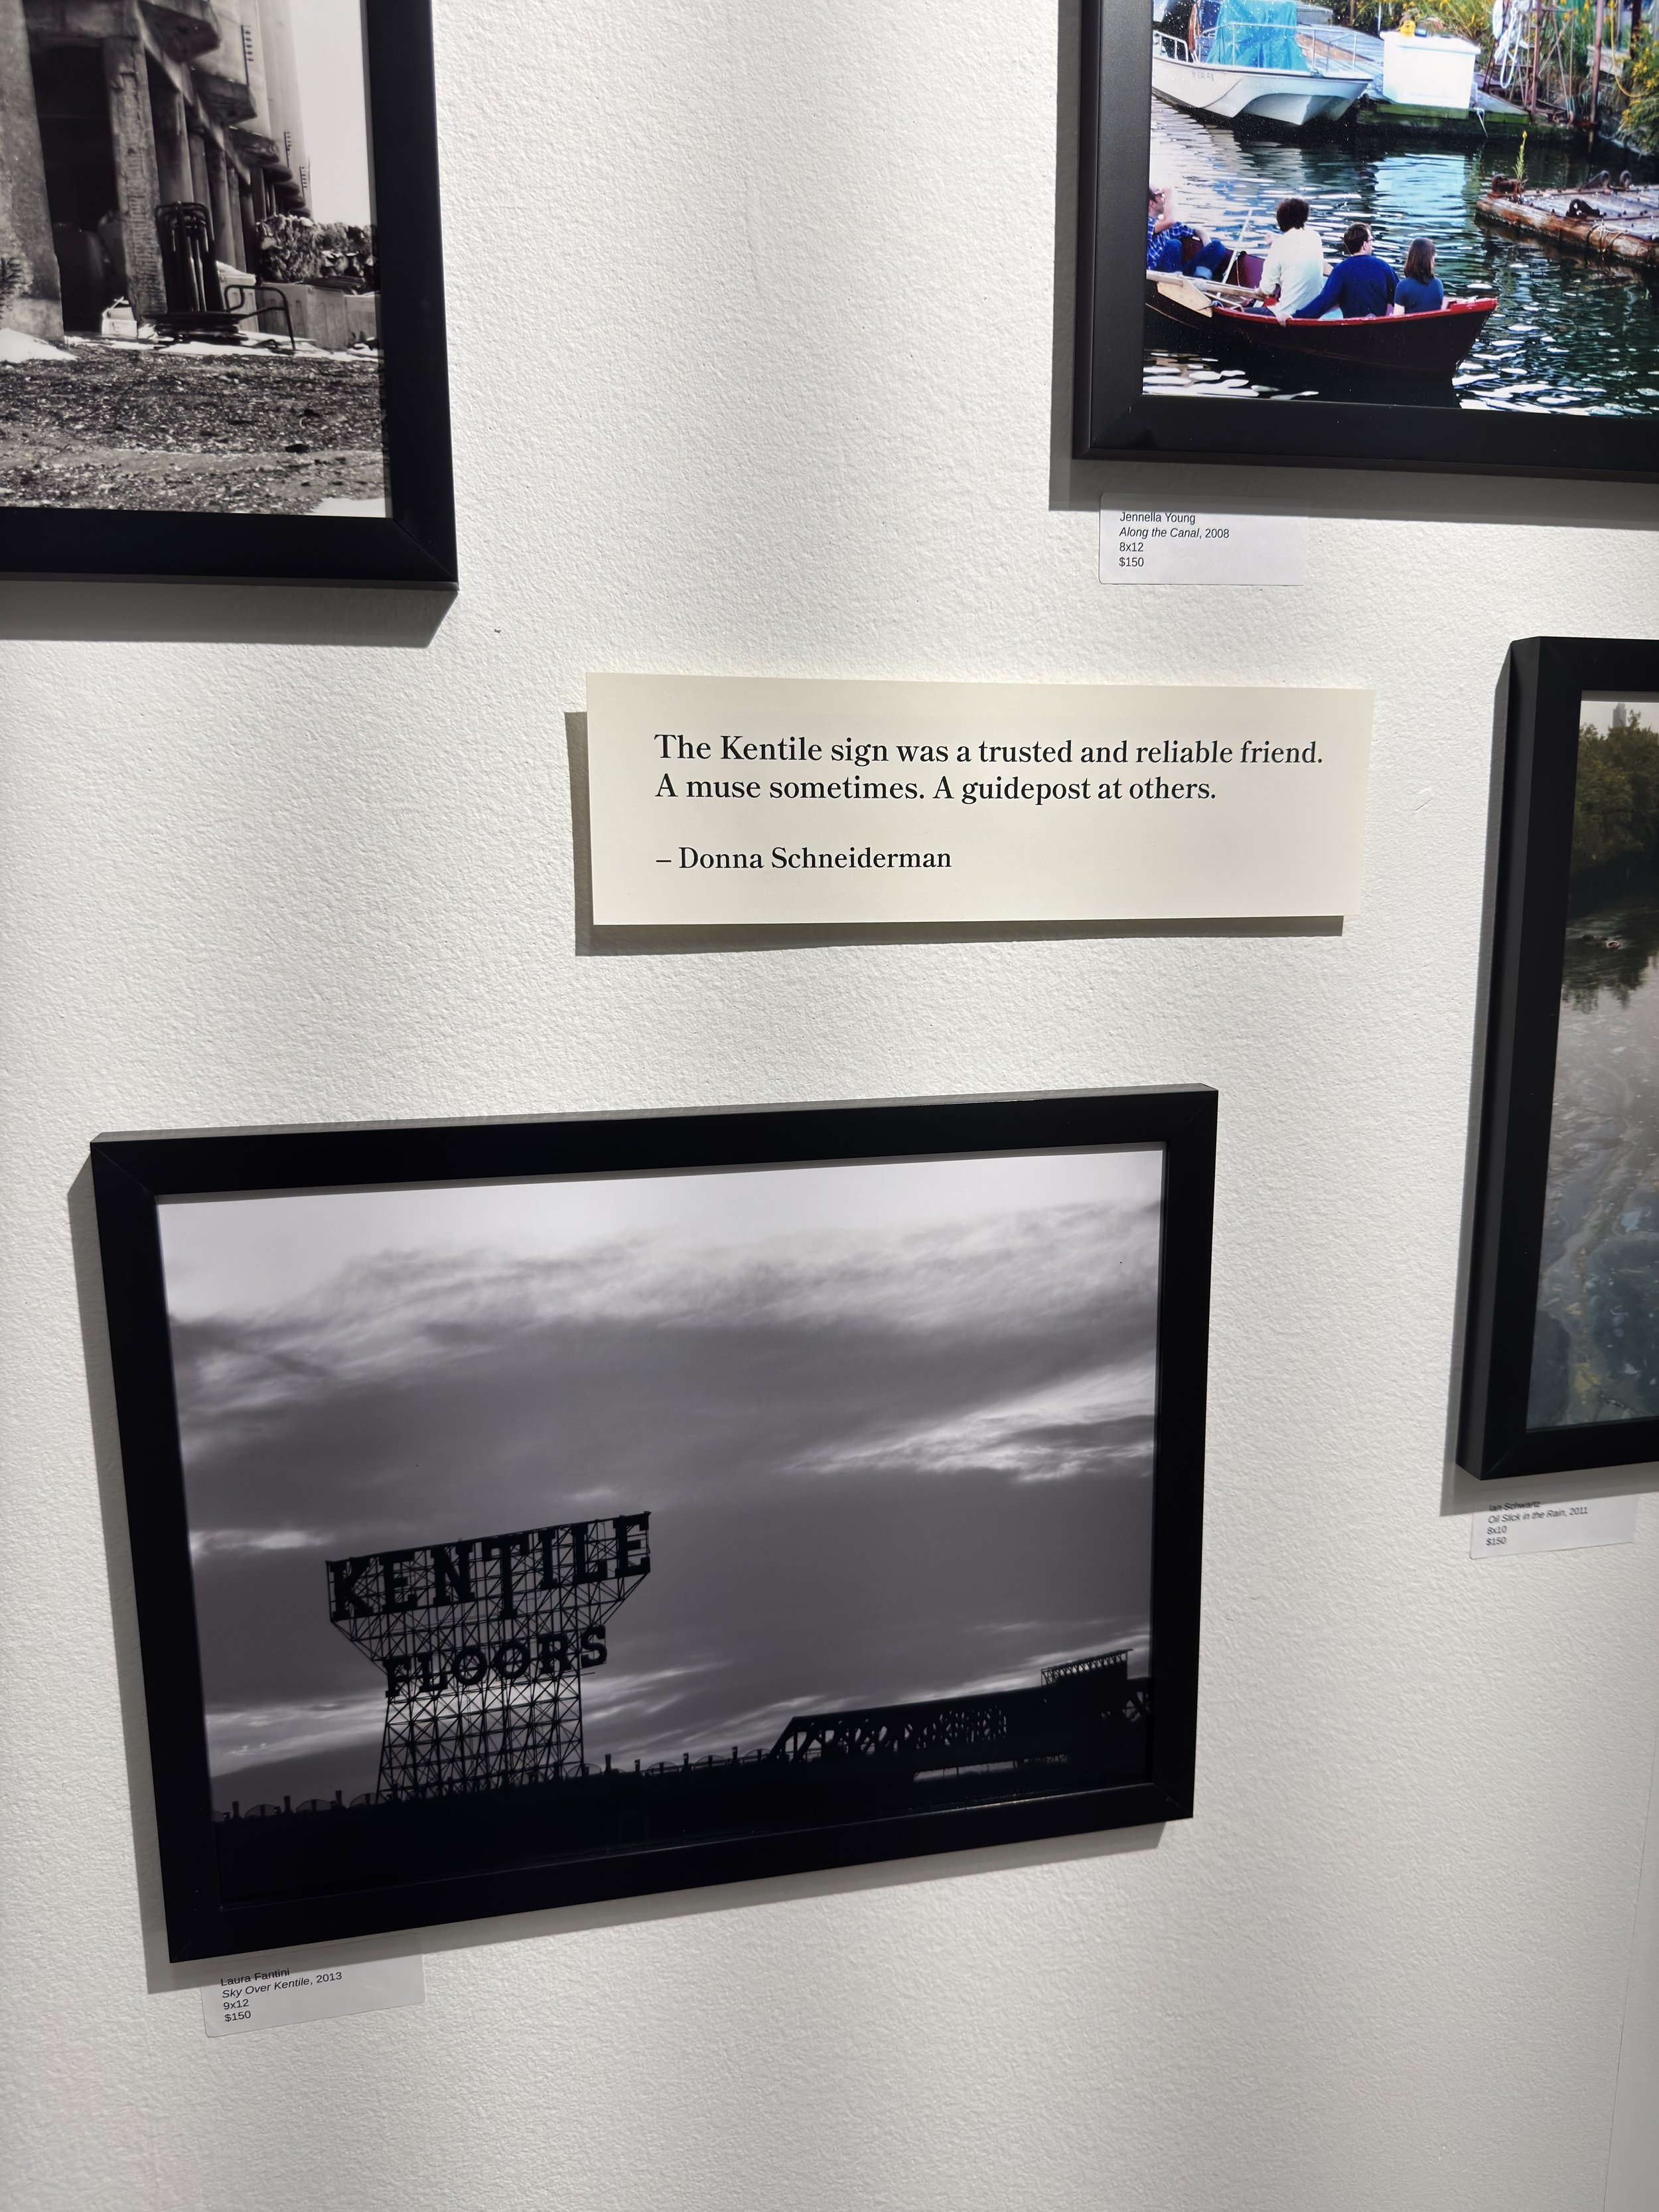 Jennella Young
Along the Canal, 2008
8x12
$150
The Kentile sign was a trusted and reliable friend.
A muse sometimes. A guidepost at others.
– Donna Schneiderman
Ian Schwartz
Oil Slick in the Rain, 2011
8x10
$150
KENTILE
FLOORS
Laura Fantini
Sky Over Kentile, 2013
9x12
$150